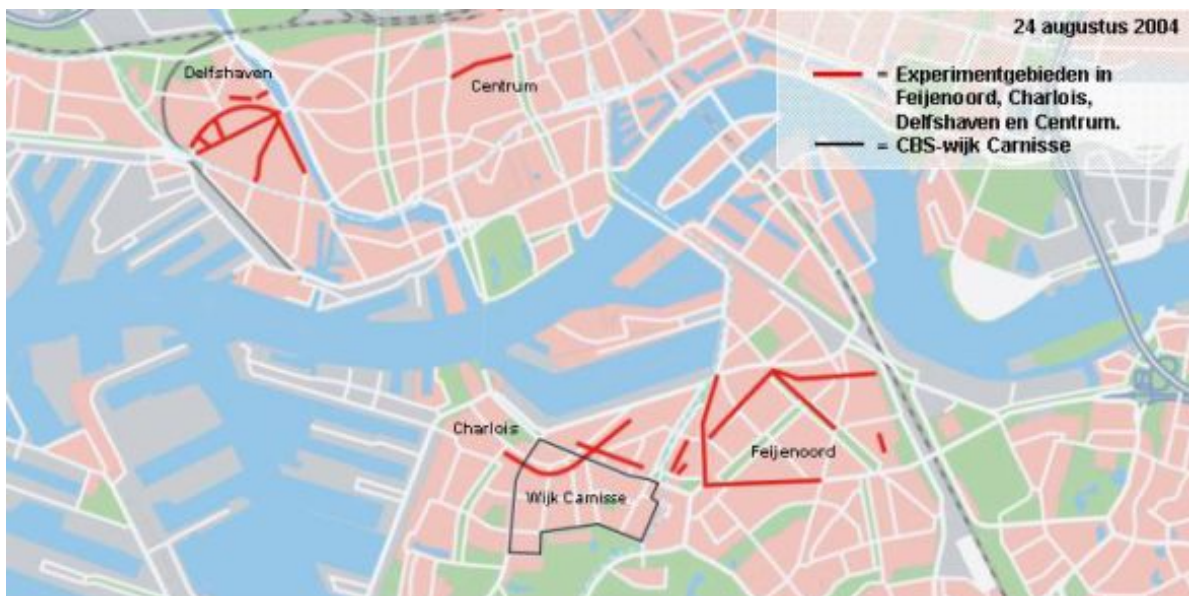 24 augustus 2004
= Experimentgebieden in
Feijenoord, Charlois,
Delfshaven en Centrum.
= CBS-wijk Carnisse
Delfshaven
Centrum
Charlois
Feijenoord
Wijk Carnisse